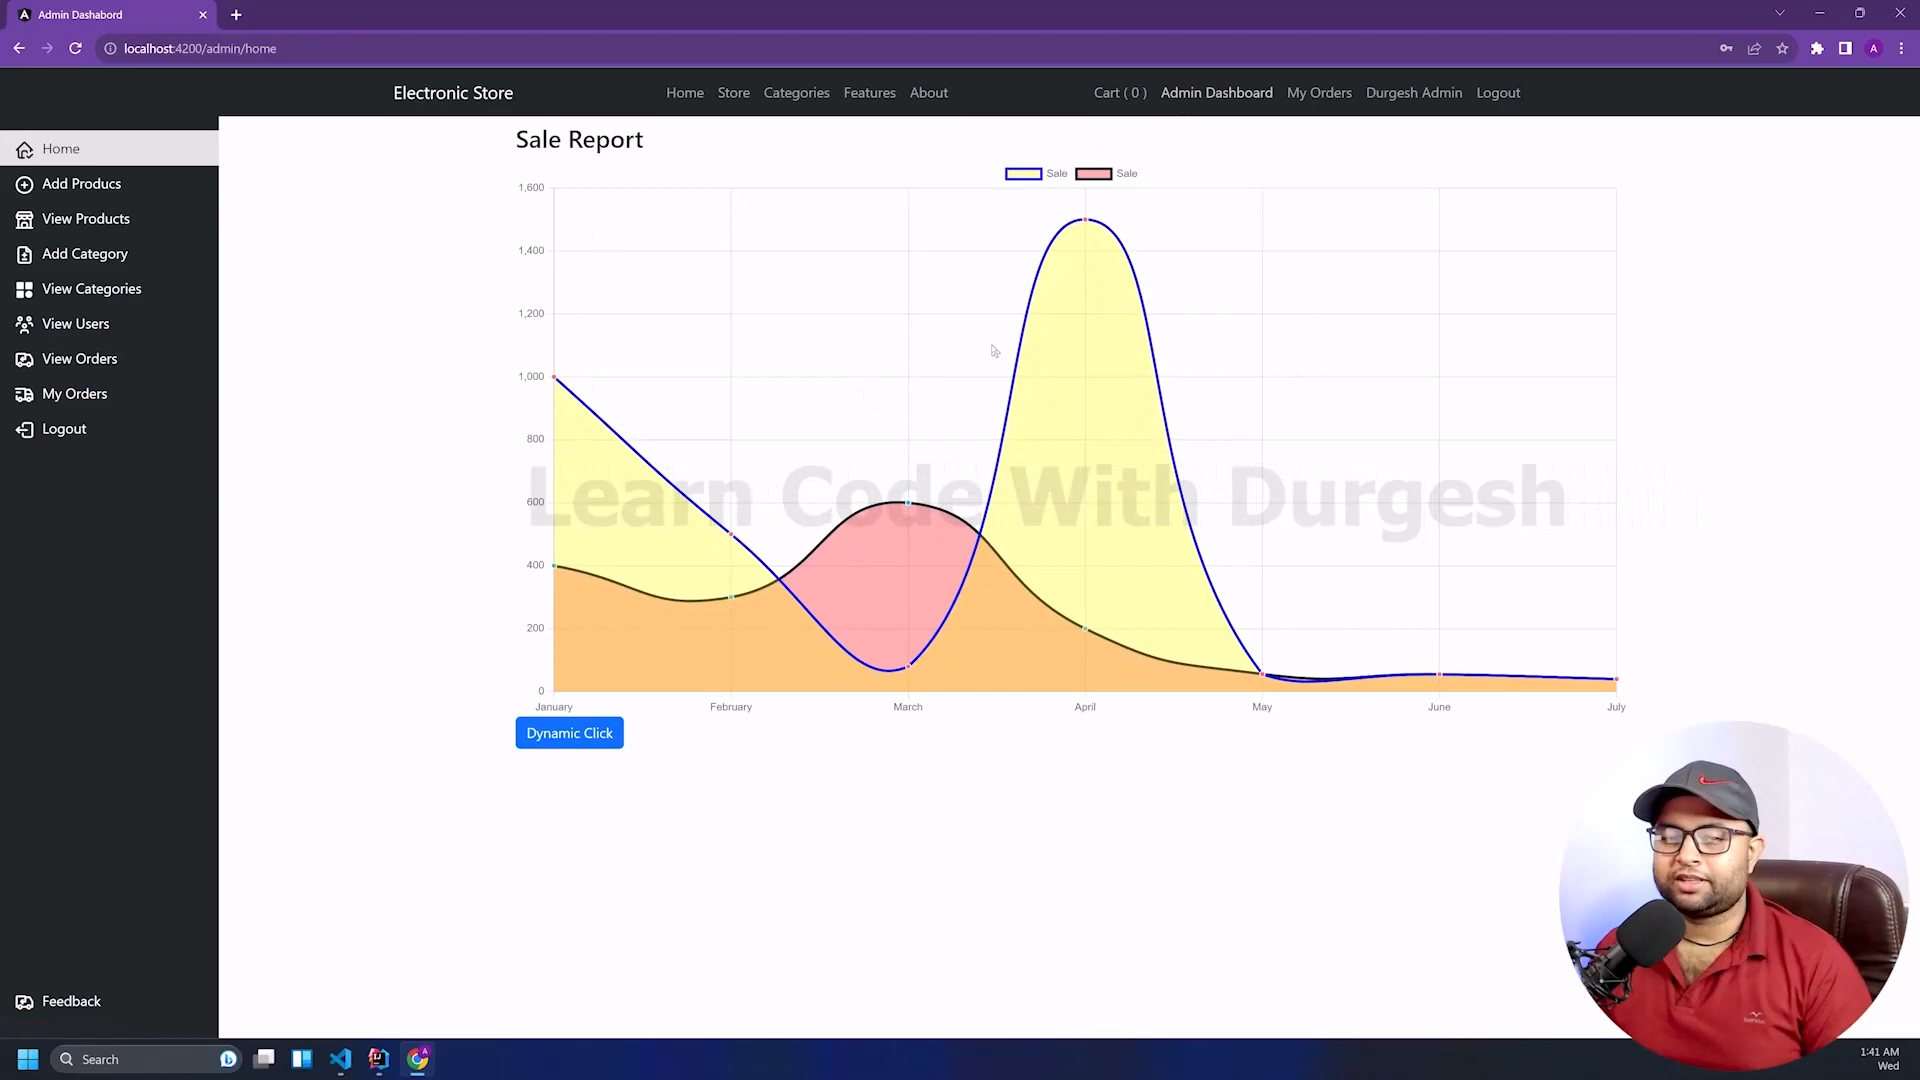 Admin Dashabord
localhost:4200/admin/home
A
Electronic Store
Home Store Categories Features About
Cart ( 0 ) Admin Dashboard My Orders Durgesh Admin Logout
Home
Add Producs
View Products
Add Category
View Categories
View Users
View Orders
My Orders
Logout
Feedback
Sale Report
Sale Sale
1,600
1,400
1,200
1,000
800
600
400
200
0
January February March April May June July
Learn Code With Durgesh
Dynamic Click
Search
1:41 AM
Wed